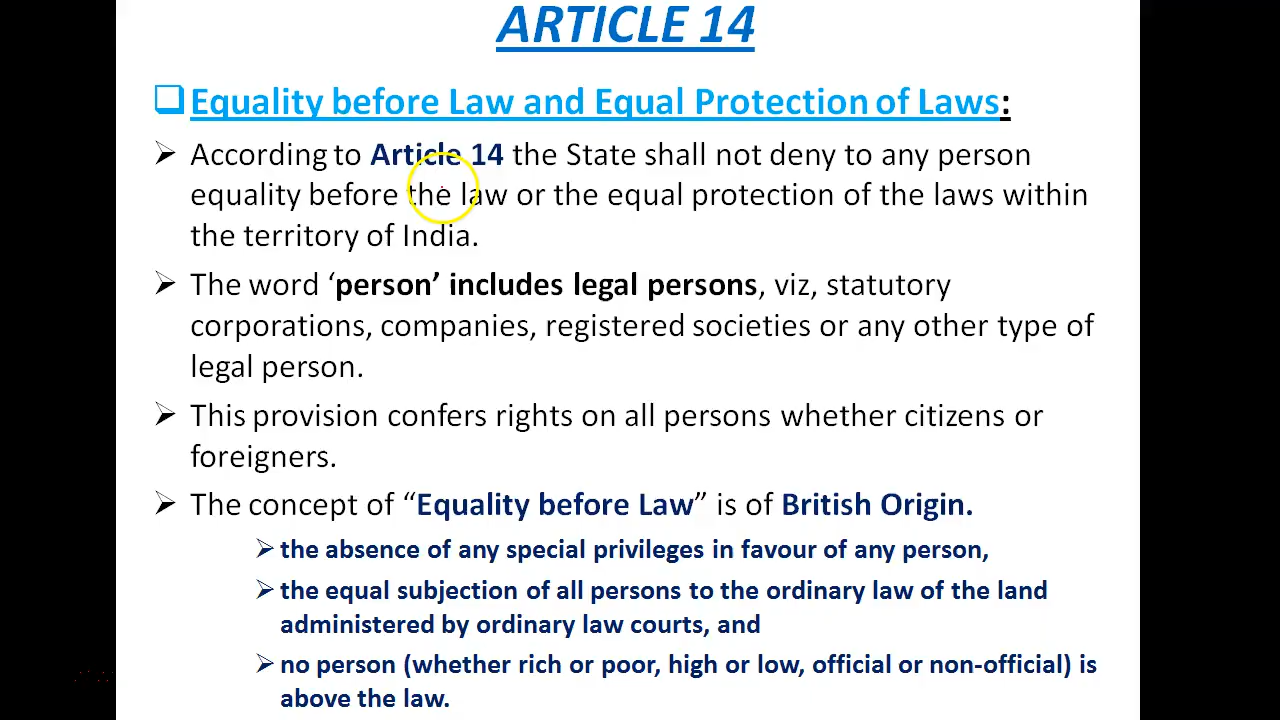 ARTICLE 14
Equality before Law and Equal Protection of Laws:
According to Article 14 the State shall not deny to any person
equality before the law or the equal protection of the laws within
the territory of India.
The word ‘person’ includes legal persons, viz, statutory
corporations, companies, registered societies or any other type of
legal person.
This provision confers rights on all persons whether citizens or
foreigners.
The concept of “Equality before Law” is of British Origin.
the absence of any special privileges in favour of any person,
the equal subjection of all persons to the ordinary law of the land
administered by ordinary law courts, and
no person (whether rich or poor, high or low, official or non-official) is
above the law.